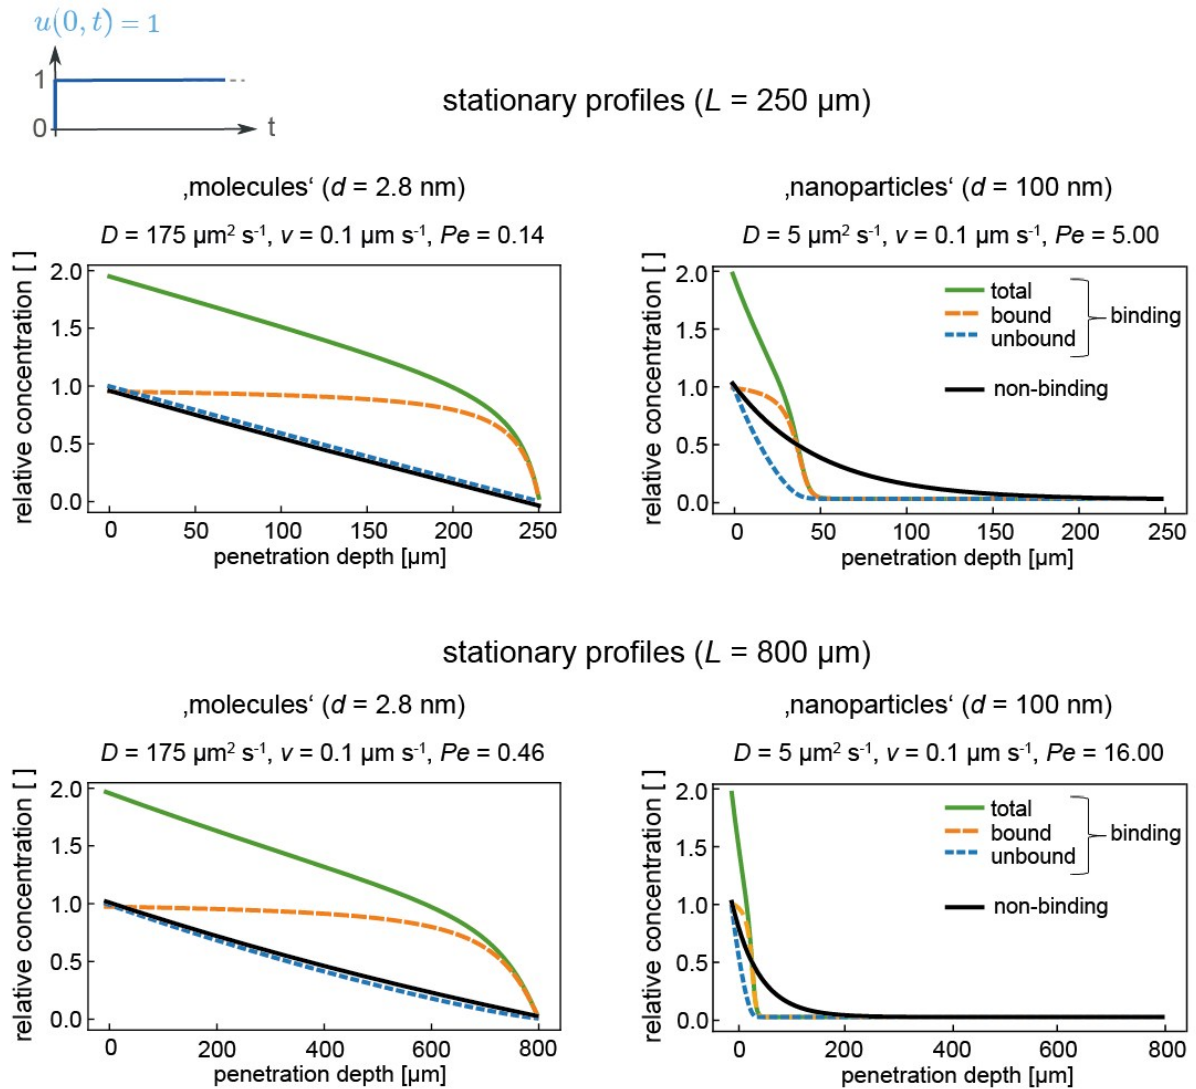 u(0, t) = 1
1
0
t
stationary profiles (L = 250 µm)
‚molecules‘ (d = 2.8 nm)
D = 175 µm² s⁻¹, v = 0.1 µm s⁻¹, Pe = 0.14
relative concentration [ ]
2.0
1.5
1.0
0.5
0.0
0 50 100 150 200 250
penetration depth [µm]
‚nanoparticles‘ (d = 100 nm)
D = 5 µm² s⁻¹, v = 0.1 µm s⁻¹, Pe = 5.00
relative concentration [ ]
2.0
1.5
1.0
0.5
0.0
total
bound
unbound
binding
non-binding
0 50 100 150 200 250
penetration depth [µm]
stationary profiles (L = 800 µm)
‚molecules‘ (d = 2.8 nm)
D = 175 µm² s⁻¹, v = 0.1 µm s⁻¹, Pe = 0.46
relative concentration [ ]
2.0
1.5
1.0
0.5
0.0
0 200 400 600 800
penetration depth [µm]
‚nanoparticles‘ (d = 100 nm)
D = 5 µm² s⁻¹, v = 0.1 µm s⁻¹, Pe = 16.00
relative concentration [ ]
2.0
1.5
1.0
0.5
0.0
total
bound
unbound
binding
non-binding
0 200 400 600 800
penetration depth [µm]